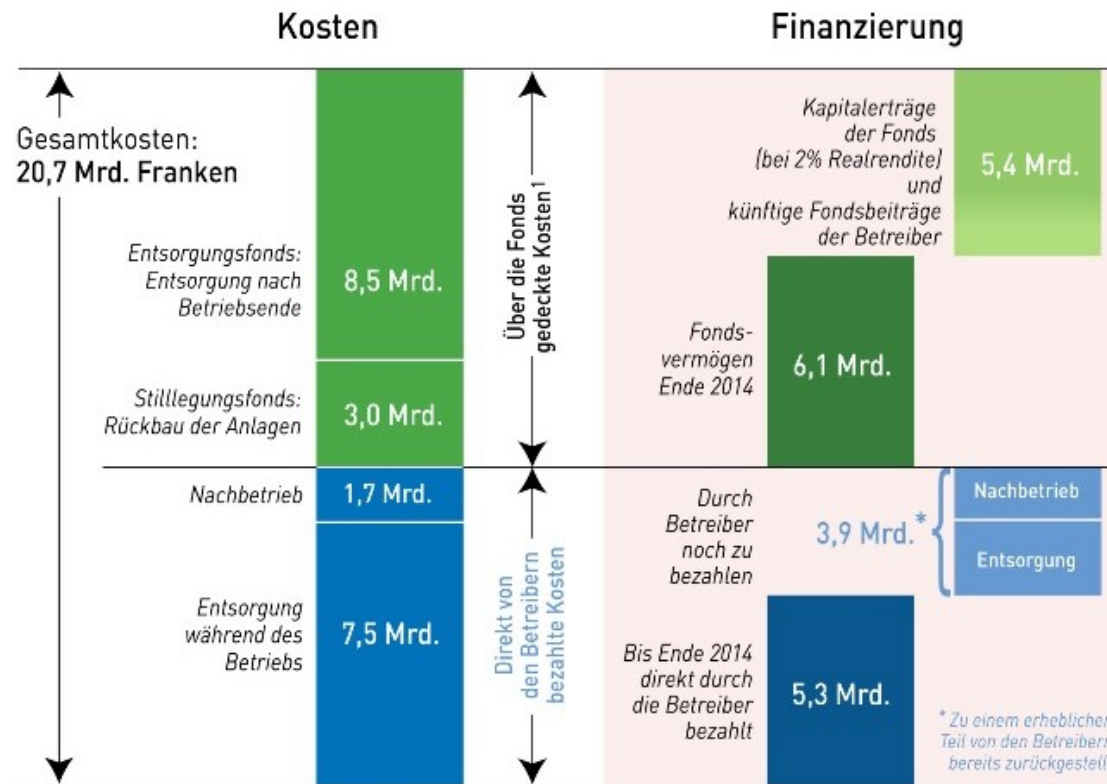 Kosten
Finanzierung
Gesamtkosten:
20,7 Mrd. Franken
Entsorgungsfonds:
Entsorgung nach
Betriebsende
8,5 Mrd.
Stilllegungsfonds:
Rückbau der Anlagen
3,0 Mrd.
Nachbetrieb
1,7 Mrd.
Entsorgung
während des
Betriebs
7,5 Mrd.
Über die Fonds
gedeckte Kosten¹
Direkt von
den Betreibern
bezahlte Kosten
Kapitalerträge
der Fonds
(bei 2% Realrendite)
und
künftige Fondsbeiträge
der Betreiber
5,4 Mrd.
Fonds-
vermögen
Ende 2014
6,1 Mrd.
Durch
Betreiber
noch zu
bezahlen
3,9 Mrd.*
Nachbetrieb
Entsorgung
Bis Ende 2014
direkt durch
die Betreiber
bezahlt
5,3 Mrd.
* Zu einem erheblichen
Teil von den Betreibern
bereits zurückgestell